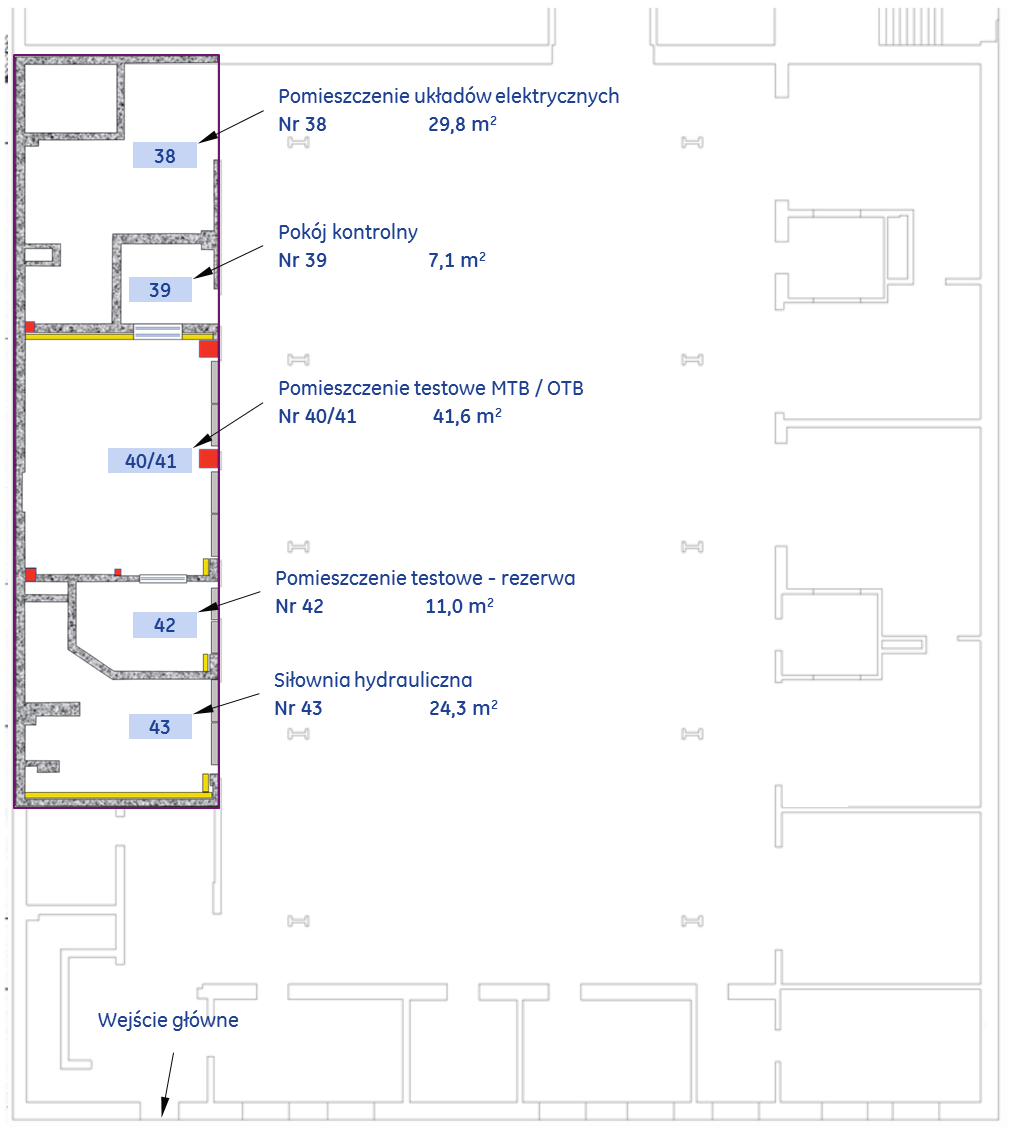 Pomieszczenie układów elektrycznych
Nr 38 29,8 m²
38
Pokój kontrolny
Nr 39 7,1 m²
39
Pomieszczenie testowe MTB / OTB
Nr 40/41 41,6 m²
40/41
Pomieszczenie testowe - rezerwa
Nr 42 11,0 m²
42
Siłownia hydrauliczna
Nr 43 24,3 m²
43
Wejście główne